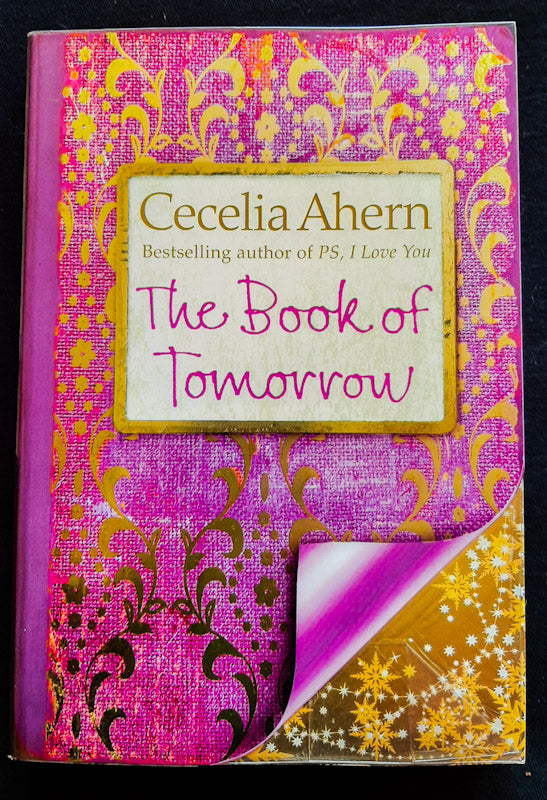 Cecelia Ahern
Bestselling author of PS, I Love You
The Book of
Tomorrow